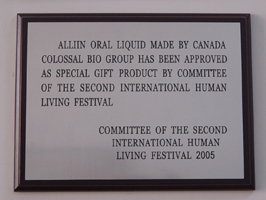 ALLIIN ORAL LIQUID MADE BY CANADA
COLOSSAL BIO GROUP HAS BEEN APPROVED
AS SPECIAL GIFT PRODUCT BY COMMITTEE
OF THE SECOND INTERNATIONAL HUMAN
LIVING FESTIVAL
COMMITTEE OF THE SECOND
INTERNATIONAL HUMAN
LIVING FESTIVAL 2005